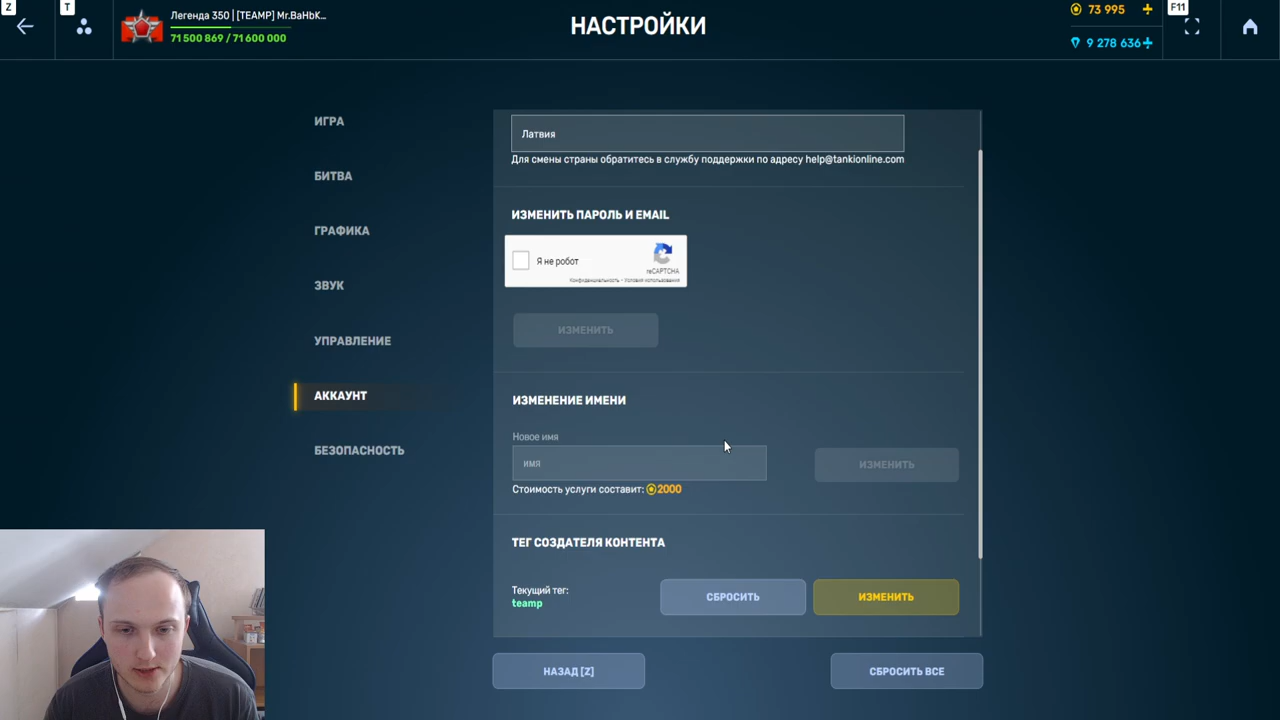 Z
T
Легенда 350 | [TEAMP] Mr.BaHbK...
71 500 869 / 71 600 000
НАСТРОЙКИ
73 995
F11
9 278 636
ИГРА
БИТВА
ГРАФИКА
ЗВУК
УПРАВЛЕНИЕ
АККАУНТ
БЕЗОПАСНОСТЬ
Латвия
Для смены страны обратитесь в службу поддержки по адресу help@tankionline.com
ИЗМЕНИТЬ ПАРОЛЬ И EMAIL
Я не робот
reCAPTCHA
Конфиденциальность - Условия использования
ИЗМЕНИТЬ
ИЗМЕНЕНИЕ ИМЕНИ
Новое имя
имя
ИЗМЕНИТЬ
Стоимость услуги составит: 2000
ТЕГ СОЗДАТЕЛЯ КОНТЕНТА
Текущий тег:
teamp
СБРОСИТЬ
ИЗМЕНИТЬ
НАЗАД [Z]
СБРОСИТЬ ВСЕ